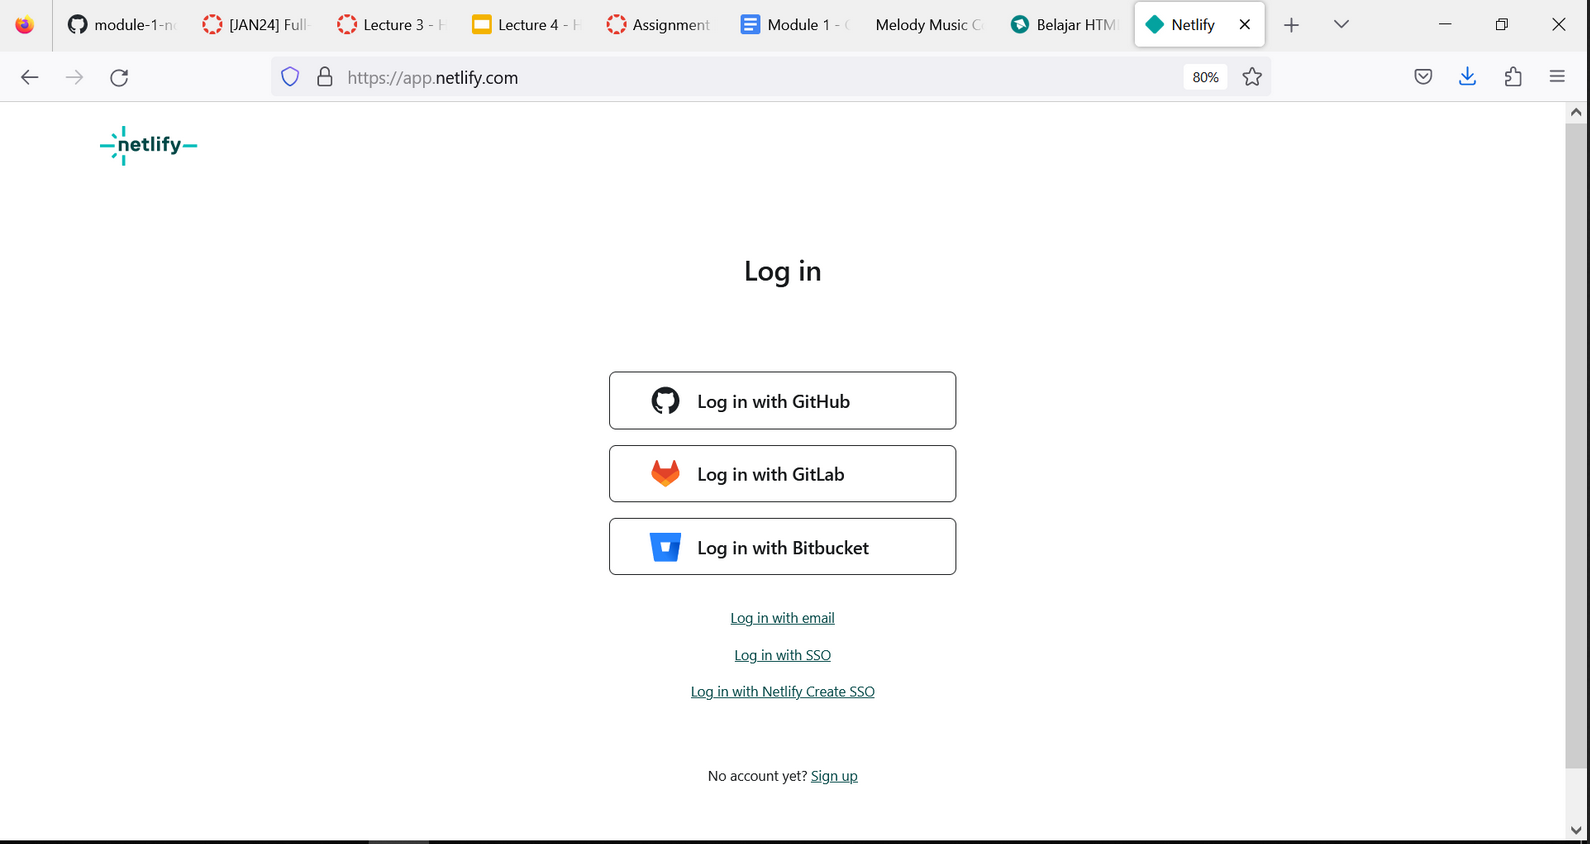 module-1-n
[JAN24] Full-
Lecture 3 - H
Lecture 4 - H
Assignment
Module 1 -
Melody Music C
Belajar HTM
Netlify
https://app.netlify.com
80%
netlify
Log in
Log in with GitHub
Log in with GitLab
Log in with Bitbucket
Log in with email
Log in with SSO
Log in with Netlify Create SSO
No account yet? Sign up